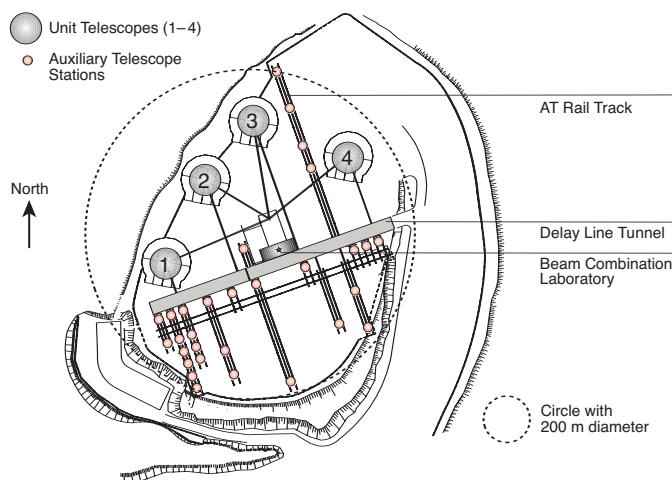 Unit Telescopes (1–4)
Auxiliary Telescope
Stations
3
AT Rail Track
4
2
North
Delay Line Tunnel
1
Beam Combination
Laboratory
Circle with
200 m diameter